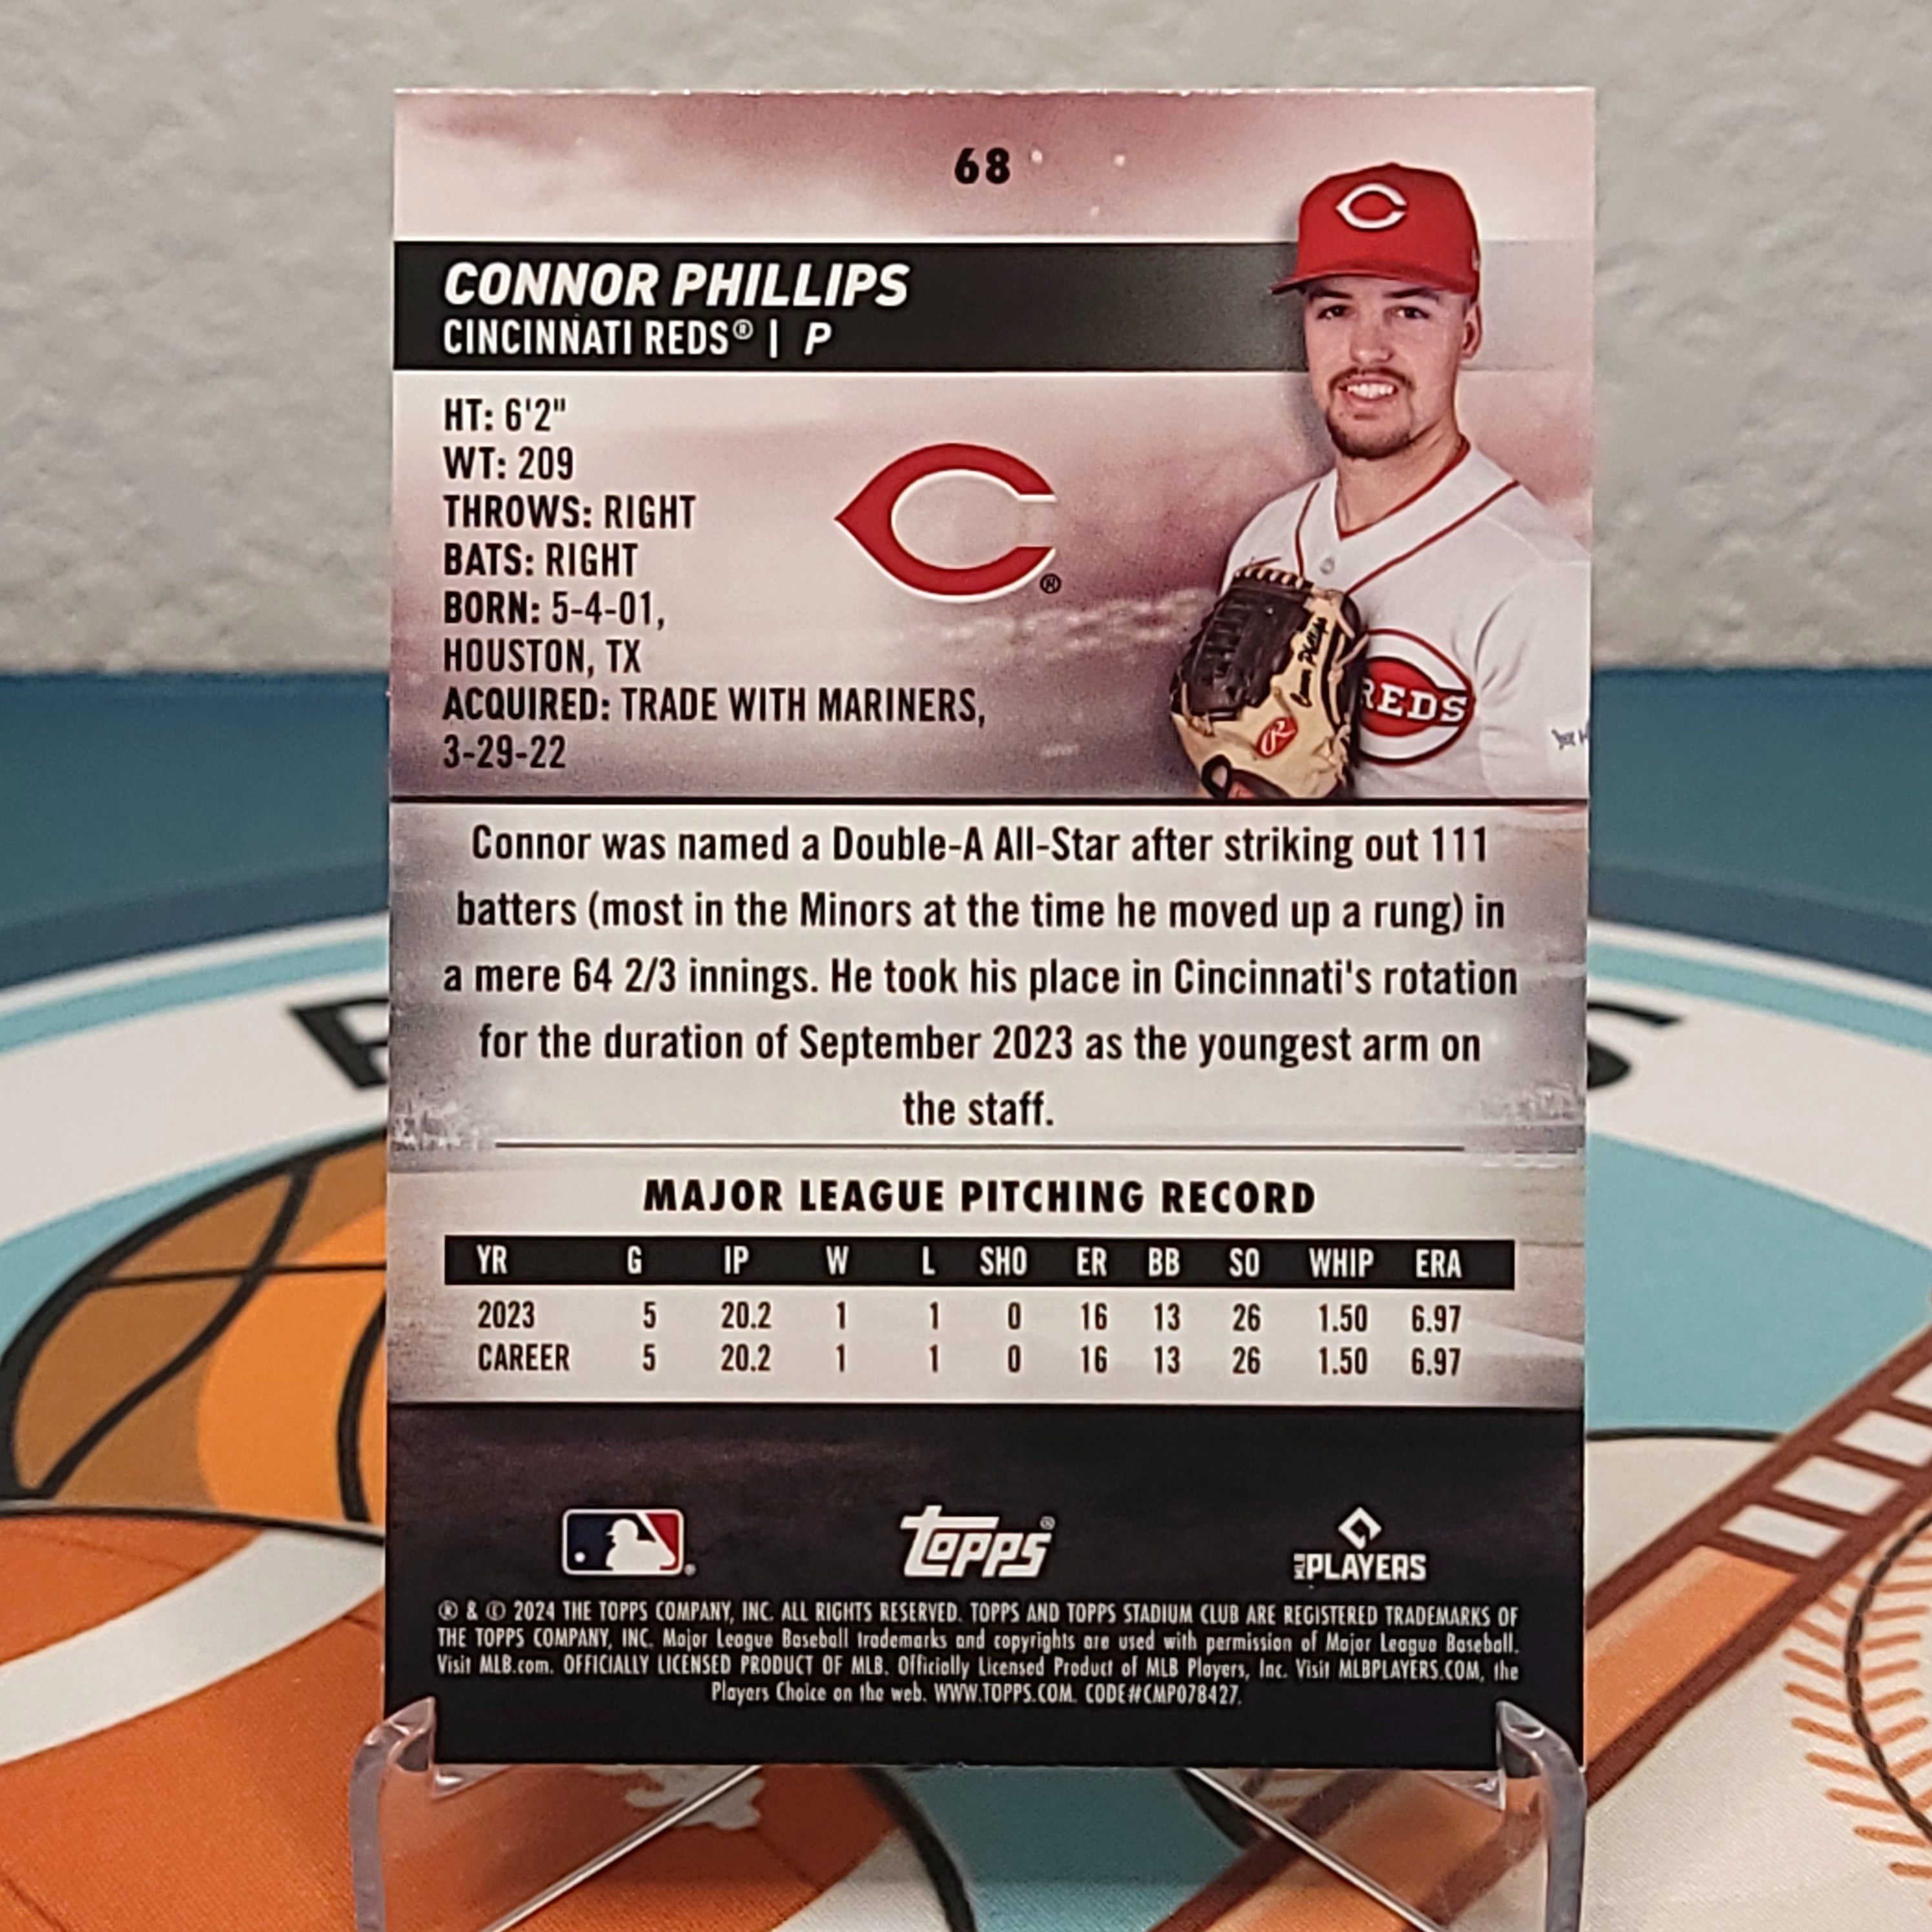 68
CONNOR PHILLIPS
CINCINNATI REDS® | P
HT: 6'2"
WT: 209
THROWS: RIGHT
BATS: RIGHT
BORN: 5-4-01,
HOUSTON, TX
ACQUIRED: TRADE WITH MARINERS,
3-29-22
®
Connor Phillips
REDS
Connor was named a Double-A All-Star after striking out 111
batters (most in the Minors at the time he moved up a rung) in
a mere 64 2/3 innings. He took his place in Cincinnati's rotation
for the duration of September 2023 as the youngest arm on
the staff.
MAJOR LEAGUE PITCHING RECORD
YR G IP W L SHO ER BB SO WHIP ERA
2023 5 20.2 1 1 0 16 13 26 1.50 6.97
CAREER 5 20.2 1 1 0 16 13 26 1.50 6.97
topps®
MLB PLAYERS
® & © 2024 THE TOPPS COMPANY, INC. ALL RIGHTS RESERVED. TOPPS AND TOPPS STADIUM CLUB ARE REGISTERED TRADEMARKS OF
THE TOPPS COMPANY, INC. Major League Baseball trademarks and copyrights are used with permission of Major League Baseball.
Visit MLB.com. OFFICIALLY LICENSED PRODUCT OF MLB. Officially Licensed Product of MLB Players, Inc. Visit MLBPLAYERS.COM, the
Players Choice on the web. WWW.TOPPS.COM. CODE#CMP078427.